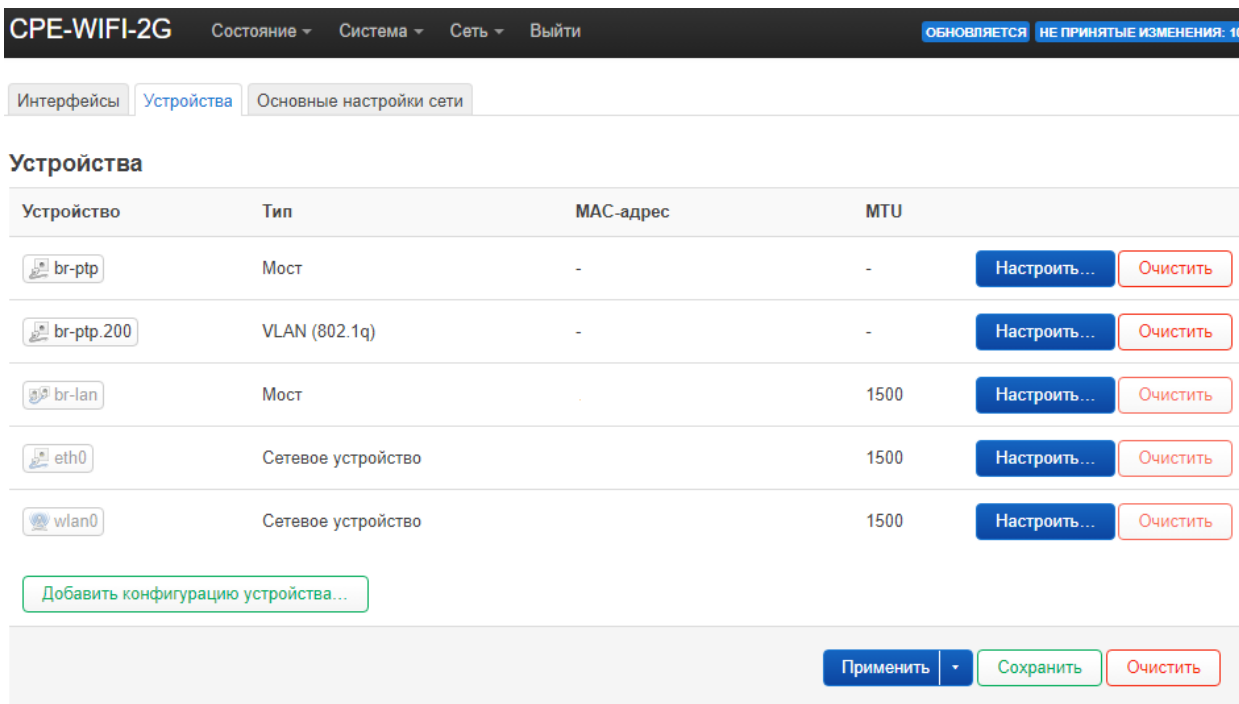 CPE-WIFI-2G Состояние Система Сеть Выйти ОБНОВЛЯЕТСЯ НЕ ПРИНЯТЫЕ ИЗМЕНЕНИЯ:
Интерфейсы Устройства Основные настройки сети
Устройства
Устройство Тип MAC-адрес MTU
br-ptp Мост - - Настроить... Очистить
br-ptp.200 VLAN (802.1q) - - Настроить... Очистить
br-lan Мост 1500 Настроить... Очистить
eth0 Сетевое устройство 1500 Настроить... Очистить
wlan0 Сетевое устройство 1500 Настроить... Очистить
Добавить конфигурацию устройства...
Применить Сохранить Очистить